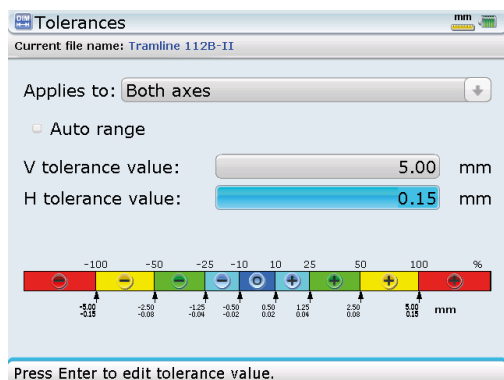 DIM Tolerances mm
Current file name: Tramline 112B-II
Applies to: Both axes
Auto range
V tolerance value: 5.00 mm
H tolerance value: 0.15 mm
-100 -50 -25 -10 10 25 50 100 %
-5.00 -2.50 -1.25 -0.50 0.50 1.25 2.50 5.00 mm
-0.15 -0.08 -0.04 -0.02 0.02 0.04 0.08 0.15
Press Enter to edit tolerance value.